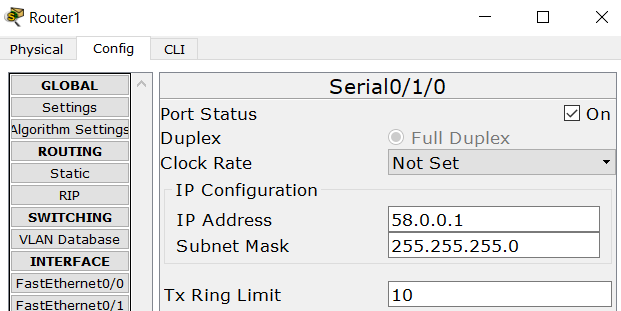 Router1
Physical Config CLI
GLOBAL
Settings
Algorithm Settings
ROUTING
Static
RIP
SWITCHING
VLAN Database
INTERFACE
FastEthernet0/0
FastEthernet0/1
Serial0/1/0
Port Status On
Duplex Full Duplex
Clock Rate Not Set
IP Configuration
IP Address 58.0.0.1
Subnet Mask 255.255.255.0
Tx Ring Limit 10